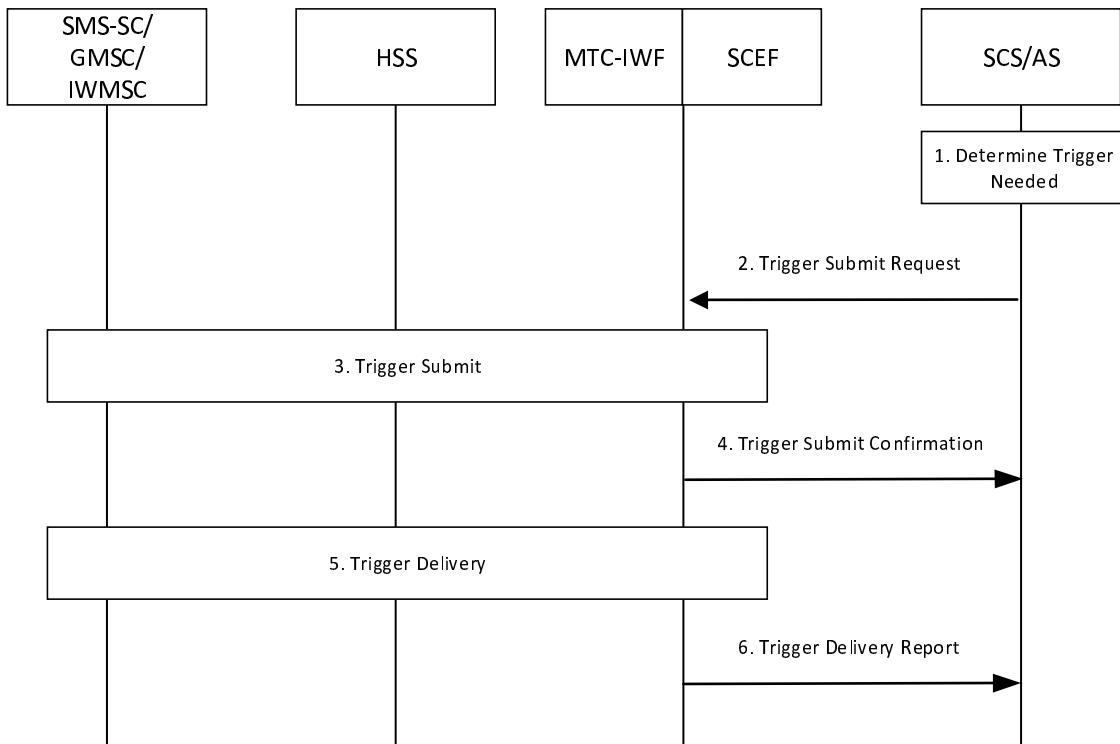 SMS-SC/
GMSC/
IWMSC
HSS
MTC-IWF
SCEF
SCS/AS
1. Determine Trigger
Needed
2. Trigger Submit Request
3. Trigger Submit
4. Trigger Submit Confirmation
5. Trigger Delivery
6. Trigger Delivery Report